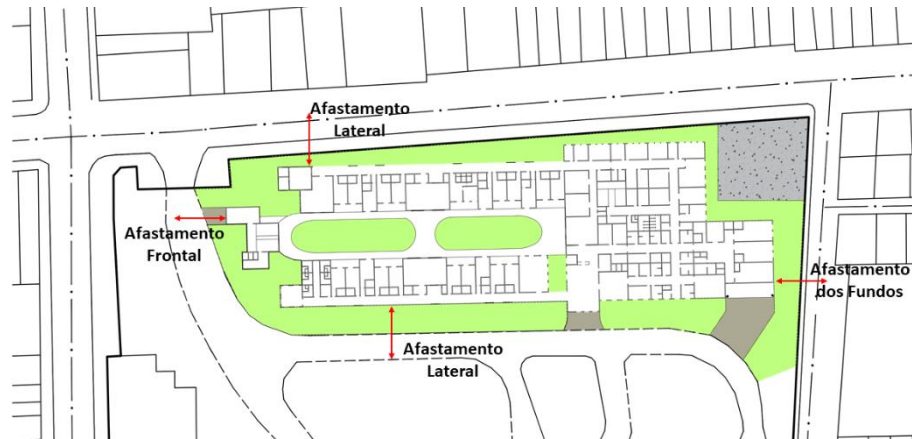 Afastamento
Lateral
Afastamento
Frontal
Afastamento
dos Fundos
Afastamento
Lateral